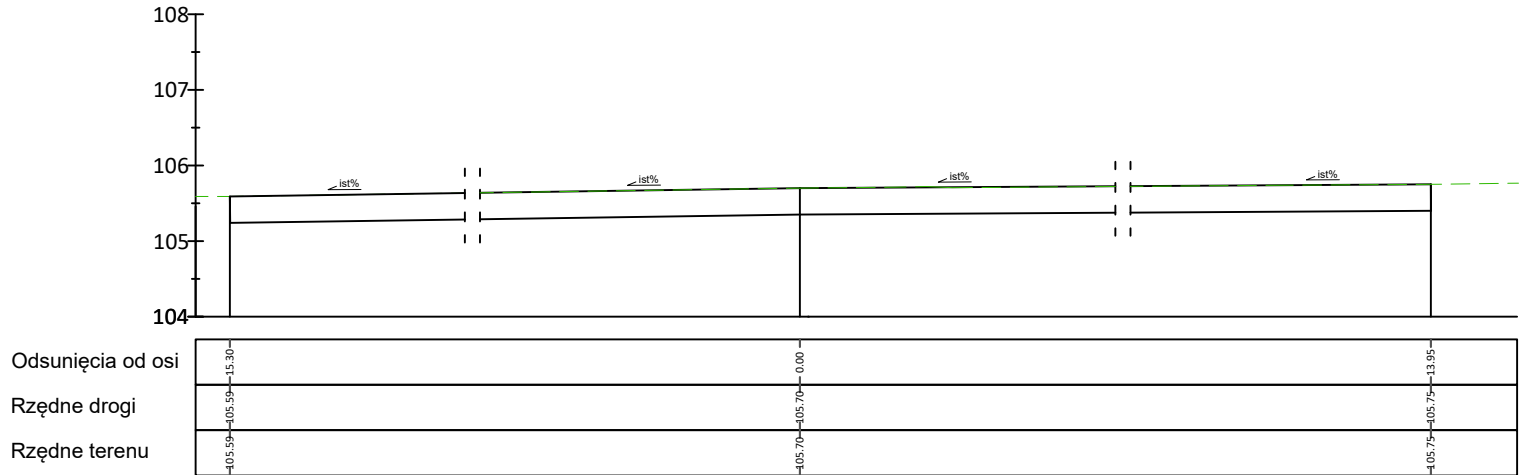 108
107
106
105
104
ist%
ist%
ist%
ist%
Odsunięcia od osi
15.30
0.00
13.95
Rzędne drogi
105.59
105.70
105.75
Rzędne terenu
105.59
105.70
105.75